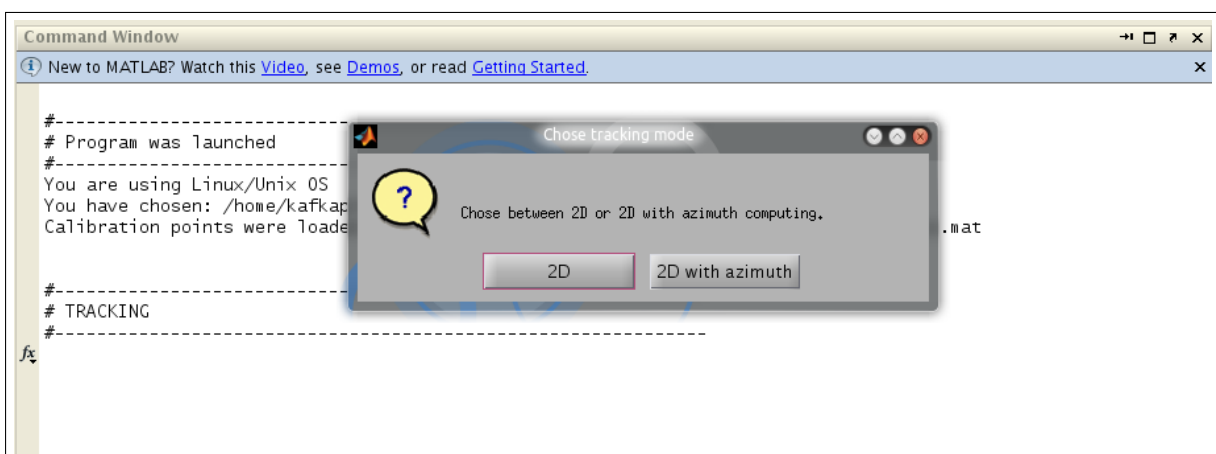 Command Window
New to MATLAB? Watch this Video, see Demos, or read Getting Started.
#----------------------------
# Program was launched
#----------------------------
You are using Linux/Unix OS
You have chosen: /home/kafkap
Calibration points were loade .mat
#----------------------------
# TRACKING
#--------------------------------------------------------------
fx
Chose tracking mode
?
Chose between 2D or 2D with azimuth computing.
2D
2D with azimuth